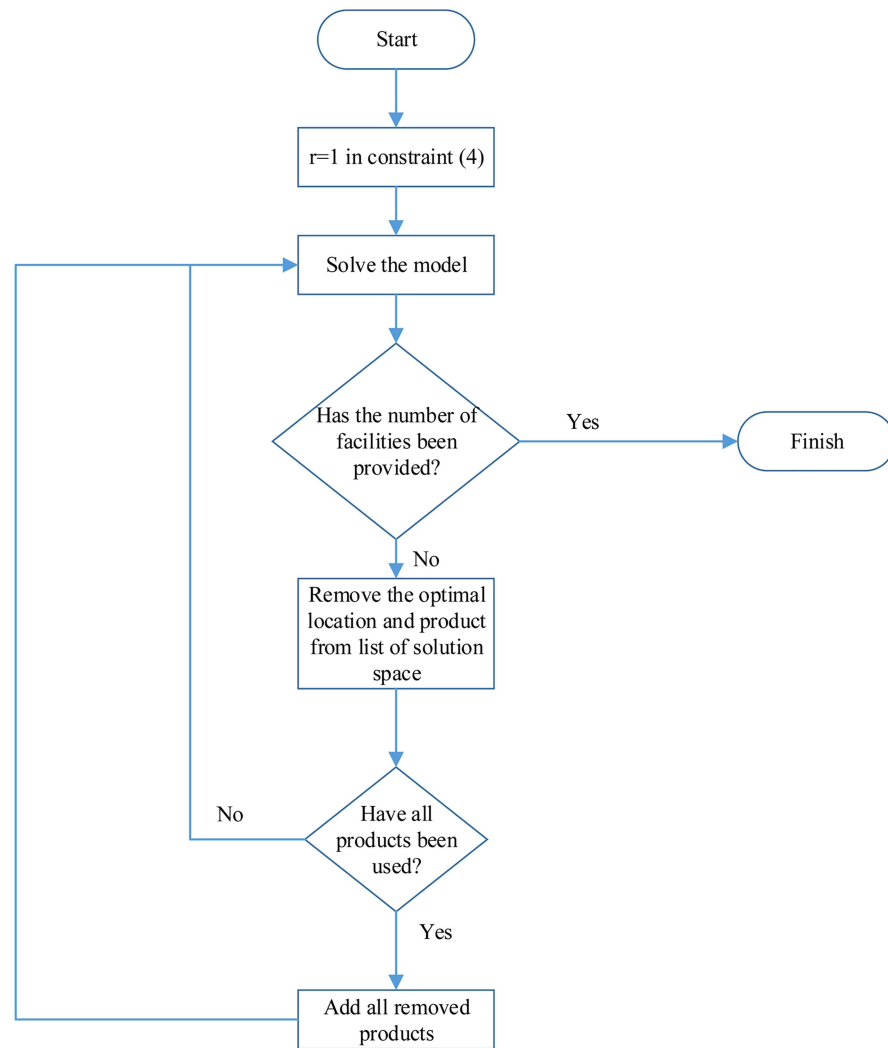 Start
r=1 in constraint (4)
Solve the model
Has the number of
facilities been
provided?
Yes
Finish
No
Remove the optimal
location and product
from list of solution
space
No
Have all
products been
used?
Yes
Add all removed
products